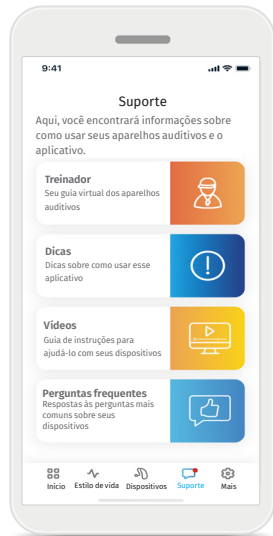 9:41
Suporte
Aqui, você encontrará informações sobre
como usar seus aparelhos auditivos e o
aplicativo.
Treinador
Seu guia virtual dos aparelhos
auditivos
Dicas
Dicas sobre como usar esse
aplicativo
Vídeos
Guia de instruções para
ajudá-lo com seus dispositivos
Perguntas frequentes
Respostas às perguntas mais
comuns sobre seus
dispositivos
Início Estilo de vida Dispositivos Suporte Mais